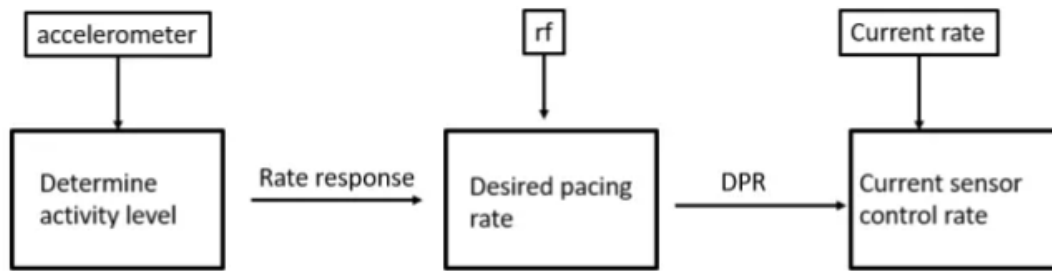 accelerometer
rf
Current rate
Determine
activity level
Rate response
Desired pacing
rate
DPR
Current sensor
control rate